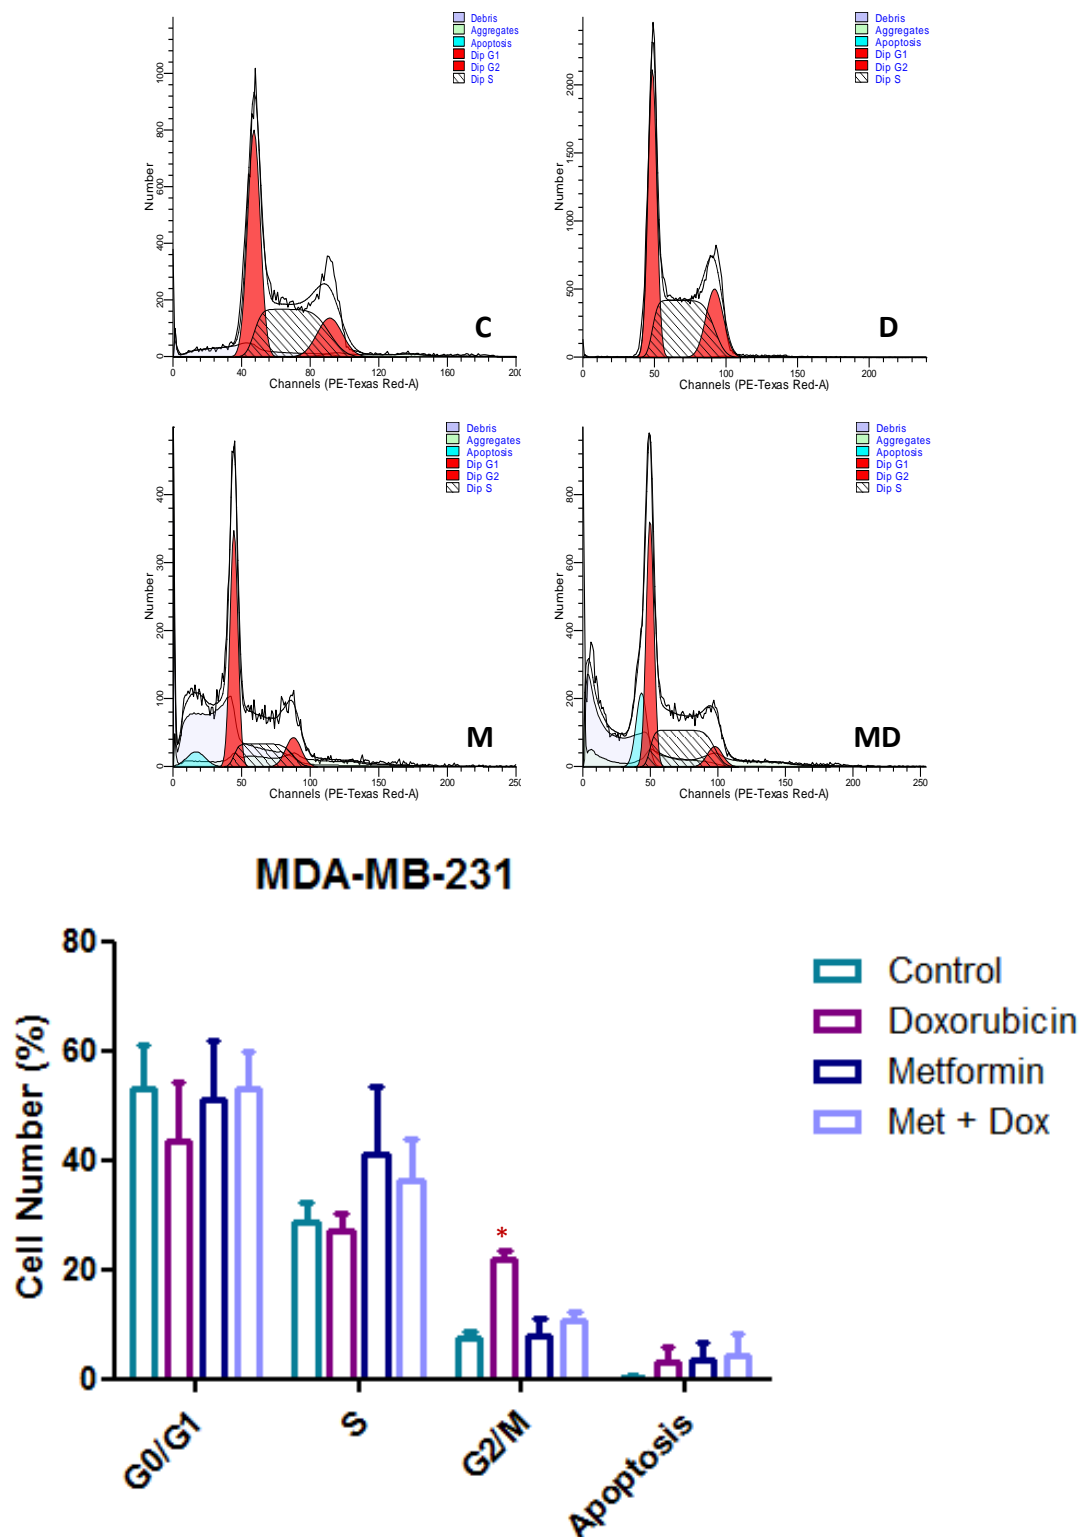 Debris
Aggregates
Apoptosis
Dip G1
Dip G2
Dip S
Number
0 200 400 600 800 1000
0 40 80 120 160 200
Channels (PE-Texas Red-A)
C
Debris
Aggregates
Apoptosis
Dip G1
Dip G2
Dip S
Number
0 500 1000 1500 2000
0 50 100 150 200
Channels (PE-Texas Red-A)
D
Debris
Aggregates
Apoptosis
Dip G1
Dip G2
Dip S
Number
0 100 200 300 400
0 50 100 150 200 250
Channels (PE-Texas Red-A)
M
Debris
Aggregates
Apoptosis
Dip G1
Dip G2
Dip S
Number
0 200 400 600 800
0 50 100 150 200 250
Channels (PE-Texas Red-A)
MD
MDA-MB-231
Cell Number (%)
80
60
40
20
0
*
G0/G1
S
G2/M
Apoptosis
Control
Doxorubicin
Metformin
Met + Dox